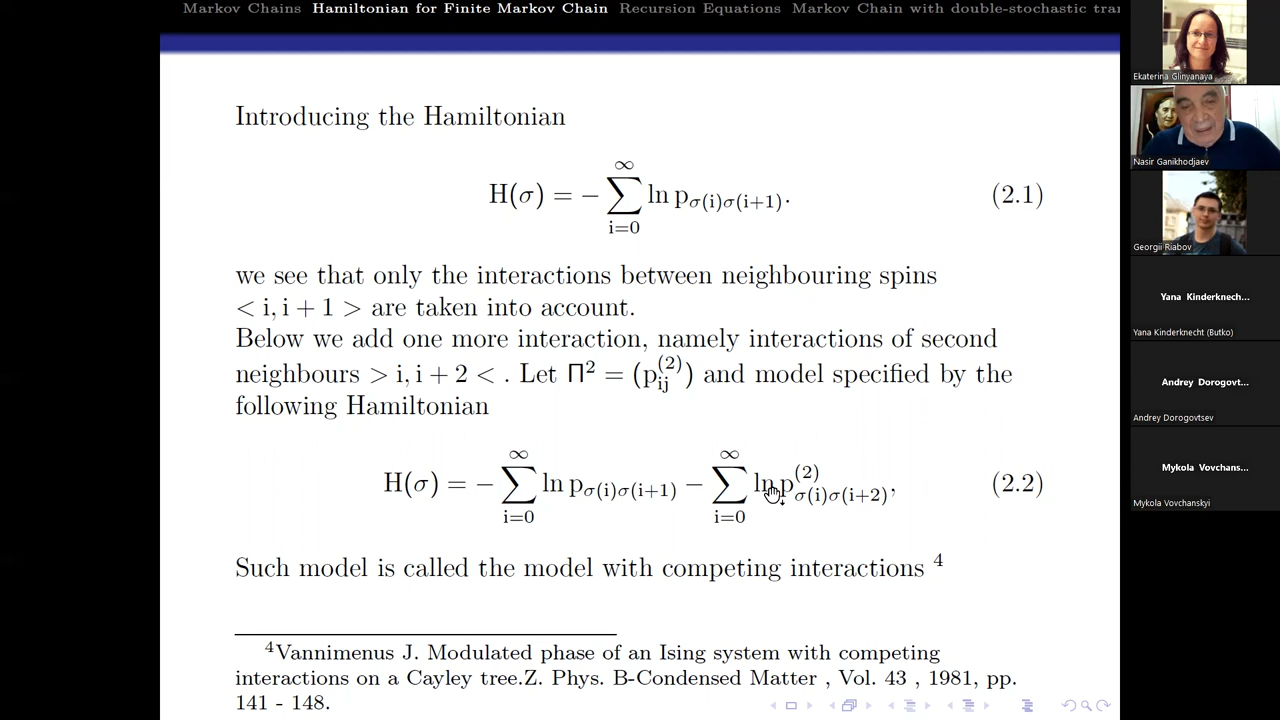 Markov Chains Hamiltonian for Finite Markov Chain Recursion Equations Markov Chain with double-stochastic tran
Introducing the Hamiltonian
H(σ) = − ∑_{i=0}^{∞} ln p_{σ(i)σ(i+1)}. (2.1)
we see that only the interactions between neighbouring spins
< i, i + 1 > are taken into account.
Below we add one more interaction, namely interactions of second
neighbours > i, i + 2 < . Let Π² = (p_{ij}^{(2)}) and model specified by the
following Hamiltonian
H(σ) = − ∑_{i=0}^{∞} ln p_{σ(i)σ(i+1)} − ∑_{i=0}^{∞} ln p_{σ(i)σ(i+2)}^{(2)}, (2.2)
Such model is called the model with competing interactions ⁴
⁴Vannimenus J. Modulated phase of an Ising system with competing
interactions on a Cayley tree.Z. Phys. B-Condensed Matter , Vol. 43 , 1981, pp.
141 - 148.
Ekaterina Glinyanaya
Nasir Ganikhodjaev
Georgii Riabov
Yana Kinderknech...
Yana Kinderknecht (Butko)
Andrey Dorogovt...
Andrey Dorogovtsev
Mykola Vovchans...
Mykola Vovchanskyi